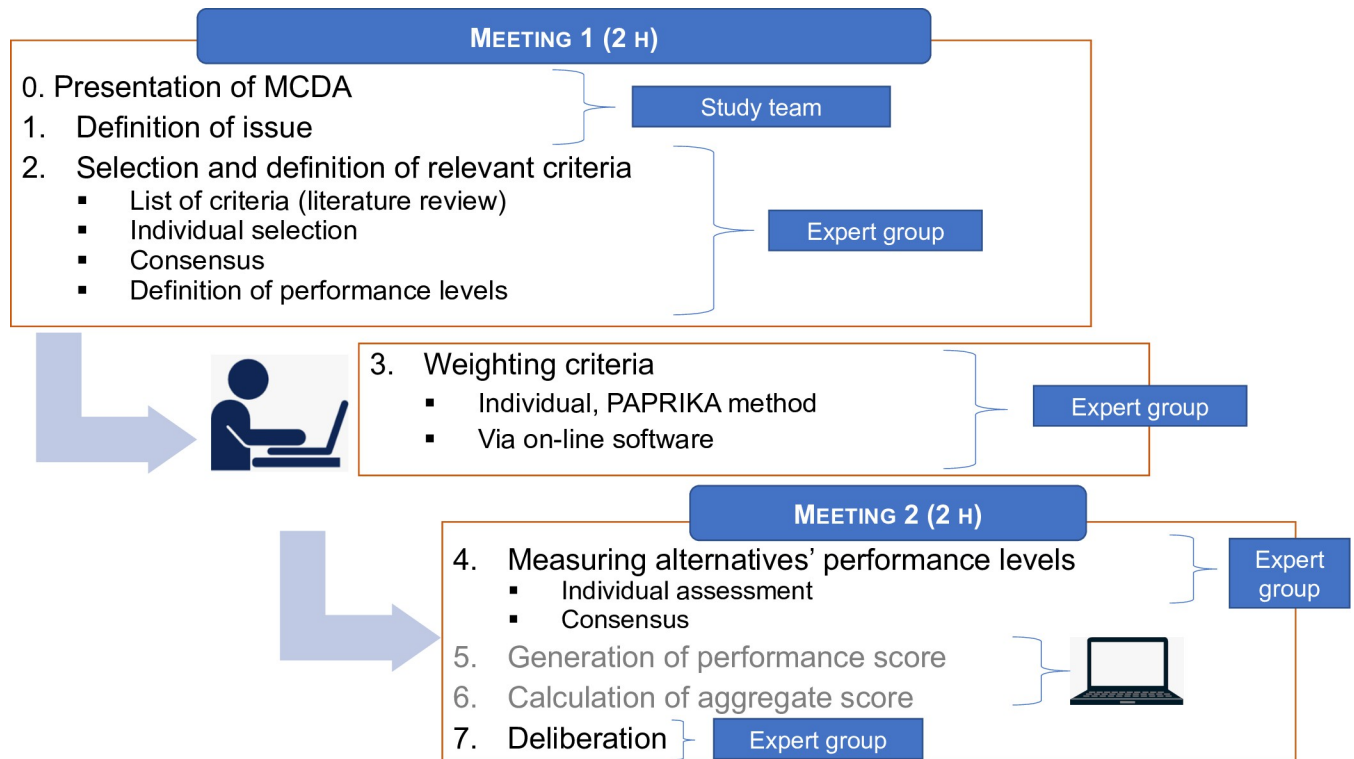 MEETING 1 (2 H)
0. Presentation of MCDA
Study team
1. Definition of issue
2. Selection and definition of relevant criteria
▪ List of criteria (literature review)
▪ Individual selection
Expert group
▪ Consensus
▪ Definition of performance levels
3. Weighting criteria
▪ Individual, PAPRIKA method
Expert group
▪ Via on-line software
MEETING 2 (2 H)
4. Measuring alternatives’ performance levels
▪ Individual assessment
▪ Consensus
Expert
group
5. Generation of performance score
6. Calculation of aggregate score
7. Deliberation
Expert group